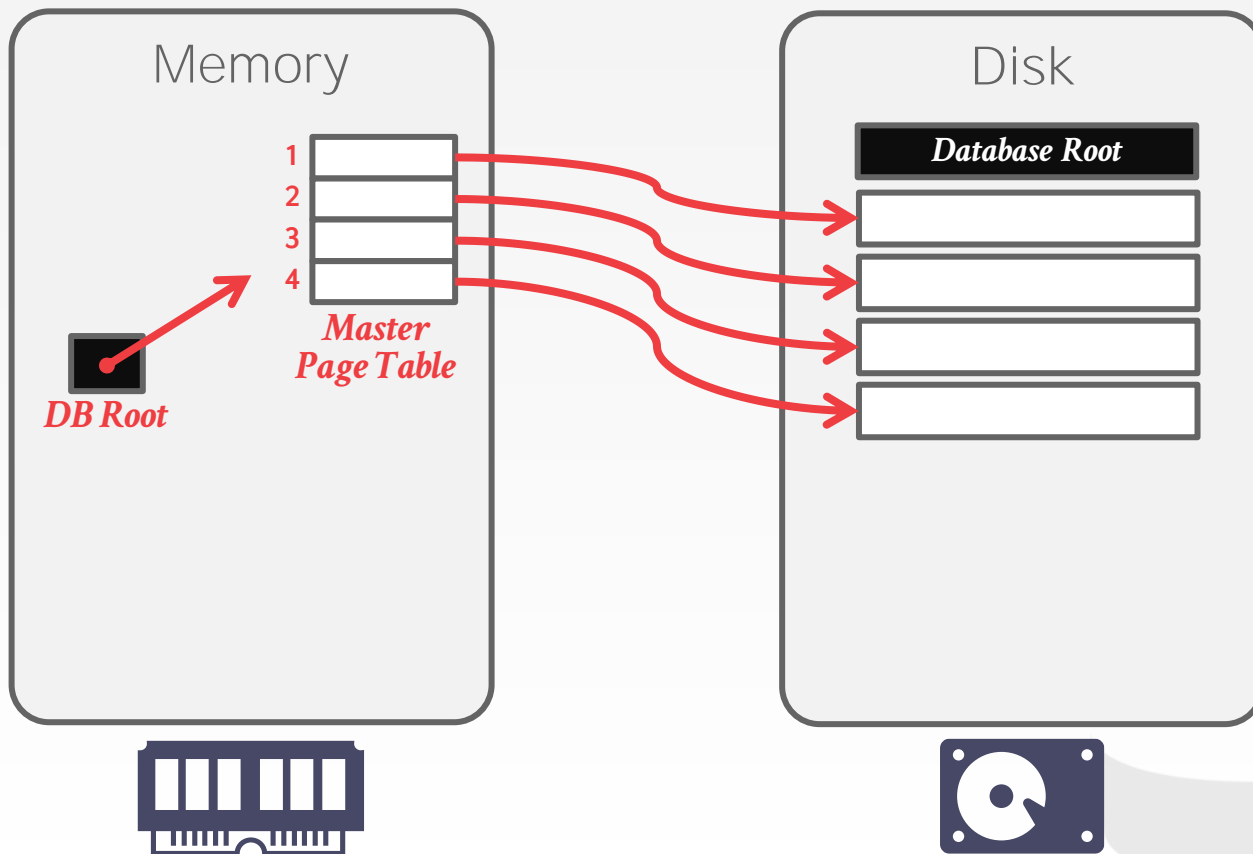 Memory
1
2
3
4
Master
Page Table
DB Root
Disk
Database Root